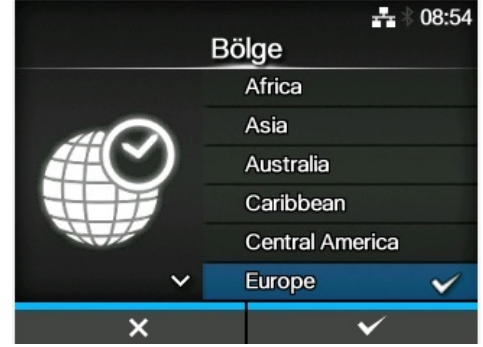 08:54
Bölge
Africa
Asia
Australia
Caribbean
Central America
Europe